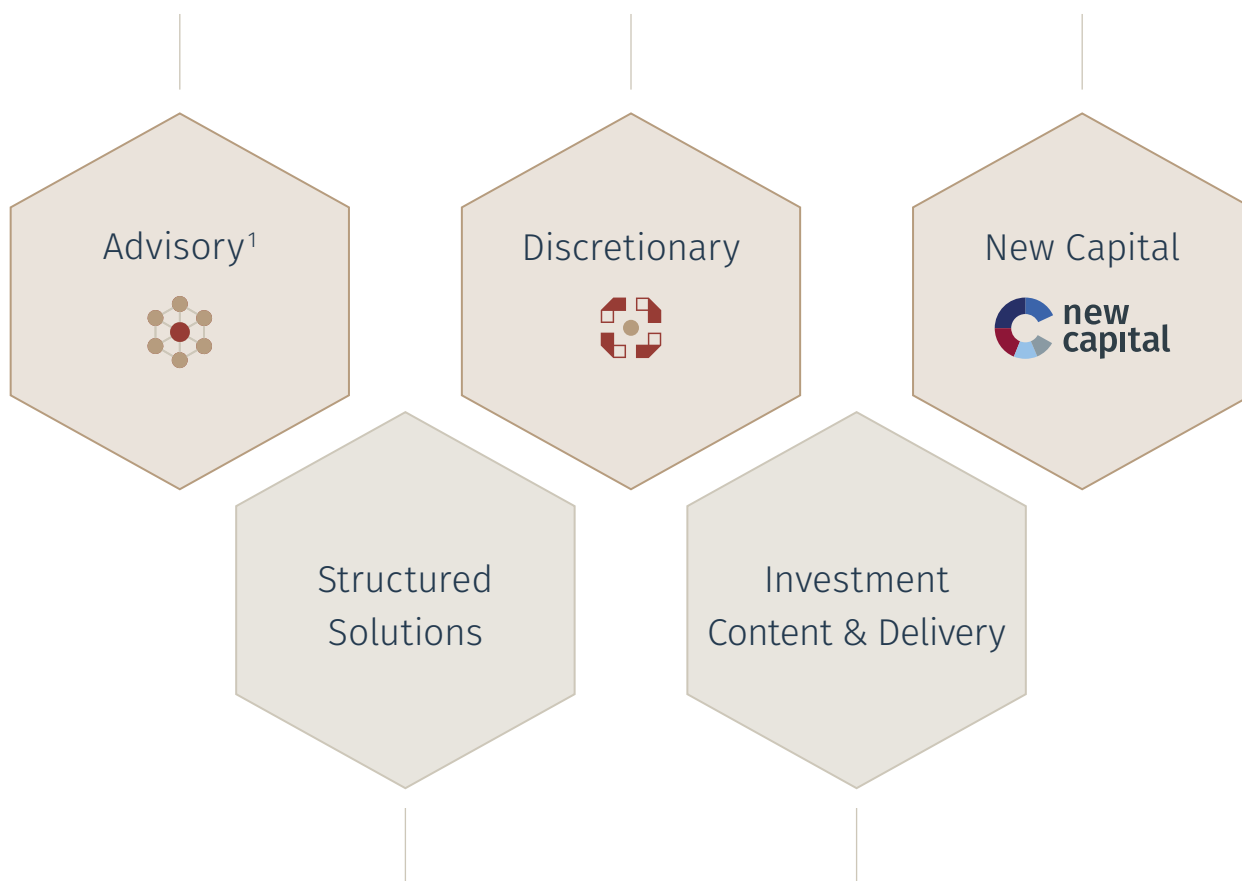 Advisory¹
Discretionary
New Capital
new
capital
Structured
Solutions
Investment
Content & Delivery